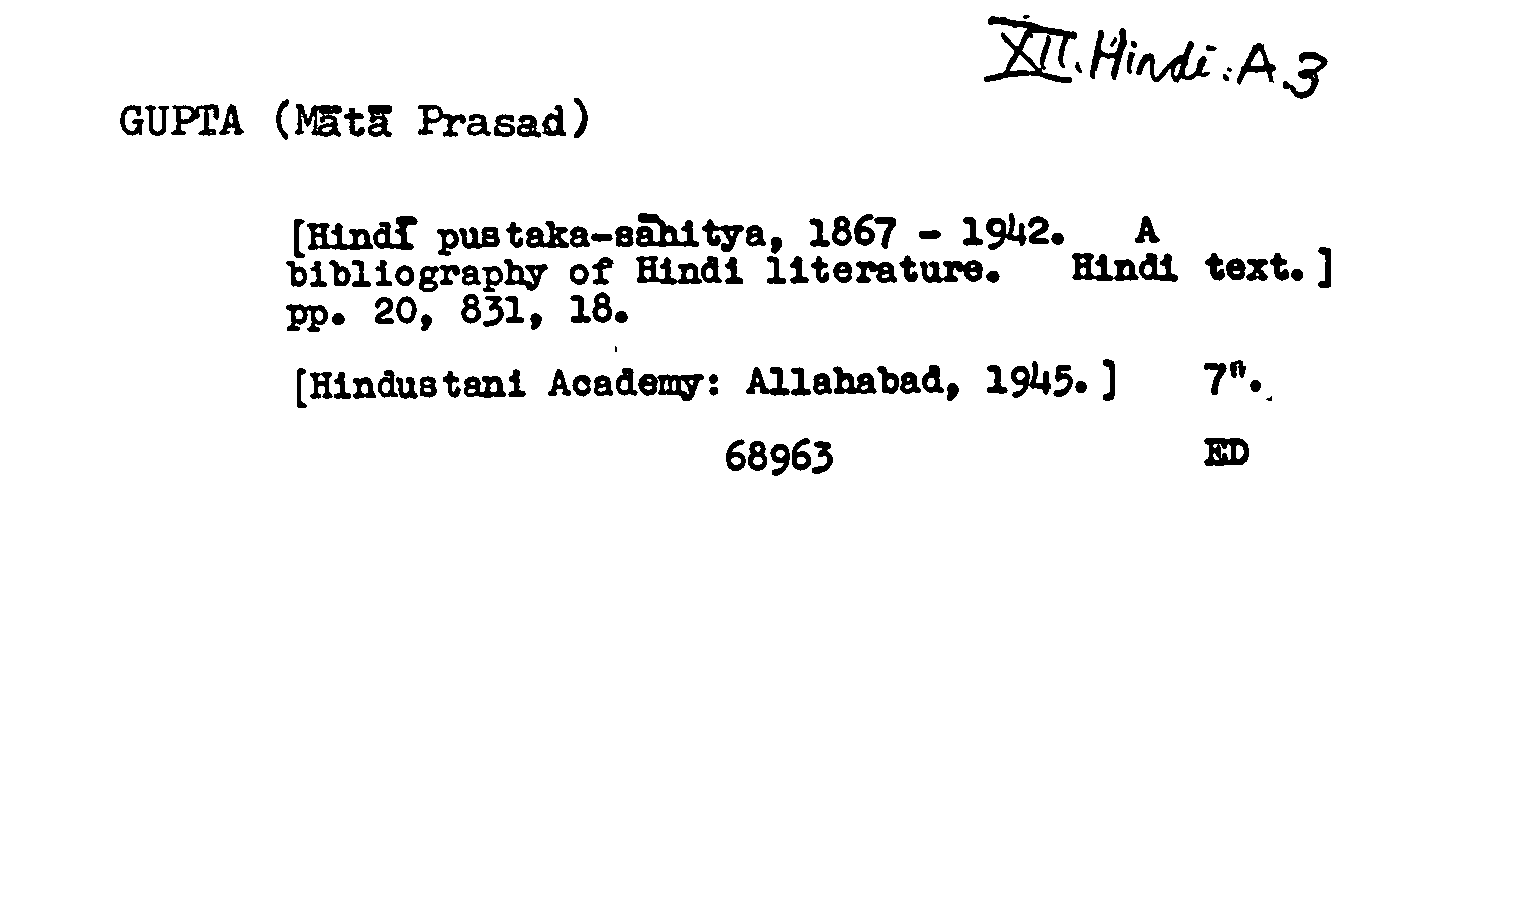 XII. Hindi: A.3
GUPTA (Mātā Prasad)
[Hindī pustaka-sāhitya, 1867 - 1942. A
bibliography of Hindi literature. Hindi text.]
pp. 20, 831, 18.
[Hindustani Academy: Allahabad, 1945.] 7".
68963 ED